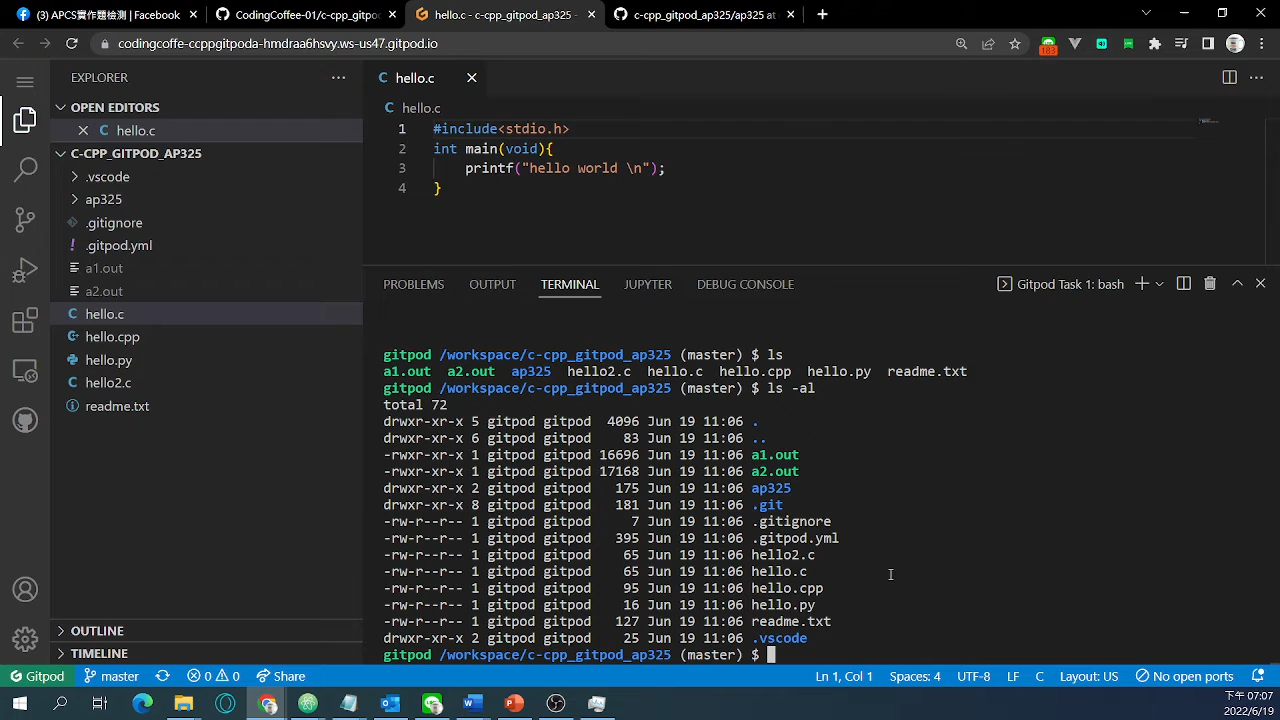 (3) APCS實作題檢測 | Facebook
CodingCoffee-01/c-cpp_gitpod
hello.c - c-cpp_gitpod_ap325 -
c-cpp_gitpod_ap325/ap325 at
codingcoffe-ccppgitpoda-hmdraa6hsvy.ws-us47.gitpod.io
183
EXPLORER
OPEN EDITORS
hello.c
C-CPP_GITPOD_AP325
.vscode
ap325
.gitignore
.gitpod.yml
a1.out
a2.out
hello.c
hello.cpp
hello.py
hello2.c
readme.txt
OUTLINE
TIMELINE
hello.c
hello.c
1 #include<stdio.h>
2 int main(void){
3 printf("hello world \n");
4 }
PROBLEMS OUTPUT TERMINAL JUPYTER DEBUG CONSOLE
Gitpod Task 1: bash
gitpod /workspace/c-cpp_gitpod_ap325 (master) $ ls
a1.out a2.out ap325 hello2.c hello.c hello.cpp hello.py readme.txt
gitpod /workspace/c-cpp_gitpod_ap325 (master) $ ls -al
total 72
drwxr-xr-x 5 gitpod gitpod 4096 Jun 19 11:06 .
drwxr-xr-x 6 gitpod gitpod 83 Jun 19 11:06 ..
-rwxr-xr-x 1 gitpod gitpod 16696 Jun 19 11:06 a1.out
-rwxr-xr-x 1 gitpod gitpod 17168 Jun 19 11:06 a2.out
drwxr-xr-x 2 gitpod gitpod 175 Jun 19 11:06 ap325
drwxr-xr-x 8 gitpod gitpod 181 Jun 19 11:06 .git
-rw-r--r-- 1 gitpod gitpod 7 Jun 19 11:06 .gitignore
-rw-r--r-- 1 gitpod gitpod 395 Jun 19 11:06 .gitpod.yml
-rw-r--r-- 1 gitpod gitpod 65 Jun 19 11:06 hello2.c
-rw-r--r-- 1 gitpod gitpod 65 Jun 19 11:06 hello.c
-rw-r--r-- 1 gitpod gitpod 95 Jun 19 11:06 hello.cpp
-rw-r--r-- 1 gitpod gitpod 16 Jun 19 11:06 hello.py
-rw-r--r-- 1 gitpod gitpod 127 Jun 19 11:06 readme.txt
drwxr-xr-x 2 gitpod gitpod 25 Jun 19 11:06 .vscode
gitpod /workspace/c-cpp_gitpod_ap325 (master) $
Gitpod master 0 0 Share Ln 1, Col 1 Spaces: 4 UTF-8 LF C Layout: US No open ports
下午 07:07
2022/6/19